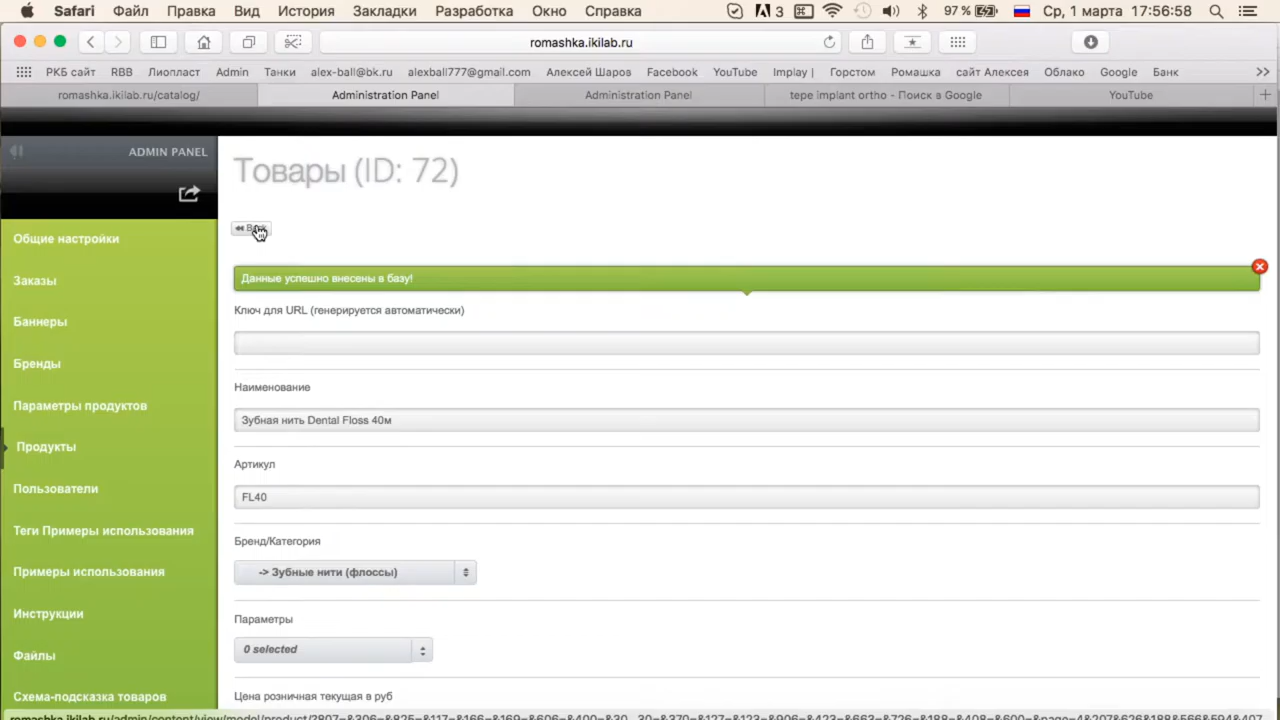 Safari Файл Правка Вид История Закладки Разработка Окно Справка 3 97 % Ср, 1 марта 17:56:58
romashka.ikilab.ru
РКБ сайт RBB Лиопласт Admin Танки alex-ball@bk.ru alexball777@gmail.com Алексей Шаров Facebook YouTube Implay | Горстом Ромашка сайт Алексея Облако Google Банк
romashka.ikilab.ru/catalog/ Administration Panel Administration Panel tepe implant ortho - Поиск в Google YouTube
ADMIN PANEL
Общие настройки
Заказы
Баннеры
Бренды
Параметры продуктов
Продукты
Пользователи
Теги Примеры использования
Примеры использования
Инструкции
Файлы
Схема-подсказка товаров
Товары (ID: 72)
Данные успешно внесены в базу!
Ключ для URL (генерируется автоматически)
Наименование
Зубная нить Dental Floss 40м
Артикул
FL40
Бренд/Категория
-> Зубные нити (флоссы)
Параметры
0 selected
Цена розничная текущая в руб